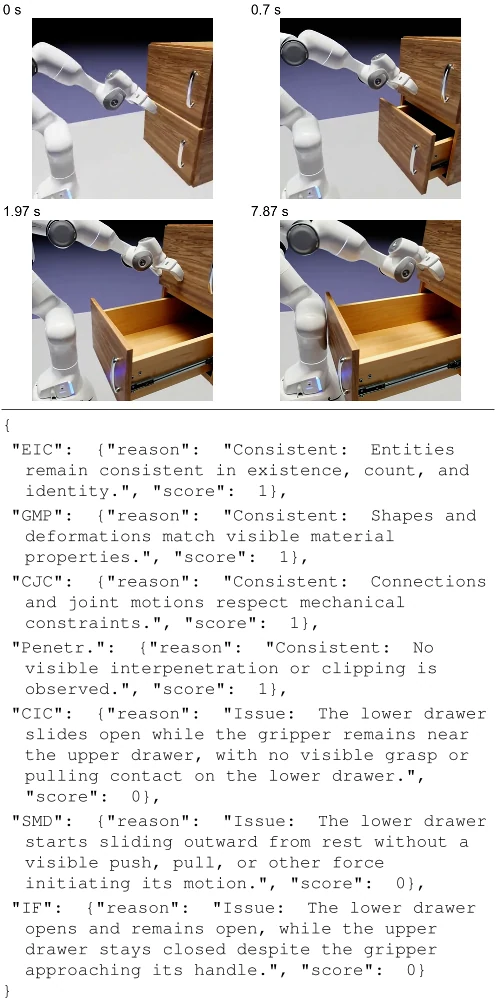 0 s
0.7 s
1.97 s
7.87 s
{
"EIC": {"reason": "Consistent: Entities
remain consistent in existence, count, and
identity.", "score": 1},
"GMP": {"reason": "Consistent: Shapes and
deformations match visible material
properties.", "score": 1},
"CJC": {"reason": "Consistent: Connections
and joint motions respect mechanical
constraints.", "score": 1},
"Penetr.": {"reason": "Consistent: No
visible interpenetration or clipping is
observed.", "score": 1},
"CIC": {"reason": "Issue: The lower drawer
slides open while the gripper remains near
the upper drawer, with no visible grasp or
pulling contact on the lower drawer.",
"score": 0},
"SMD": {"reason": "Issue: The lower drawer
starts sliding outward from rest without a
visible push, pull, or other force
initiating its motion.", "score": 0},
"IF": {"reason": "Issue: The lower drawer
opens and remains open, while the upper
drawer stays closed despite the gripper
approaching its handle.", "score": 0}
}